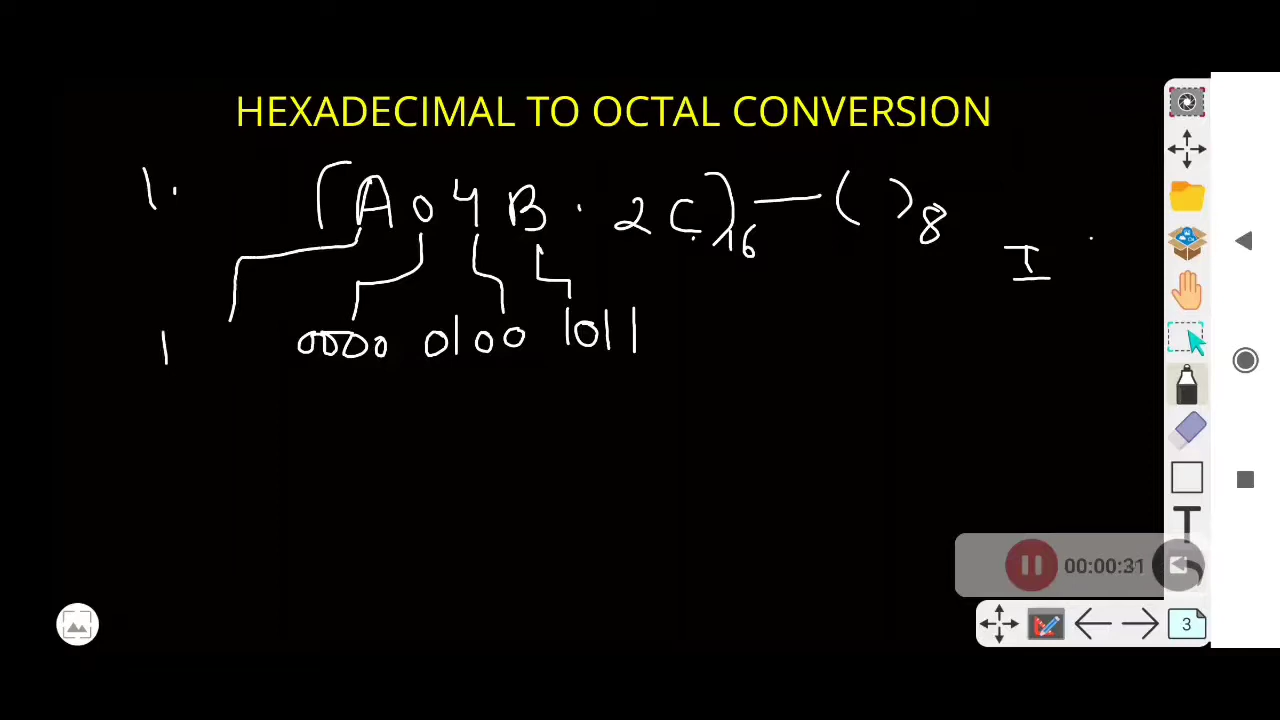 HEXADECIMAL TO OCTAL CONVERSION
1. [A04B.2C)16 — ( )8
I
1 0000 0100 1011
00:00:31
T
3